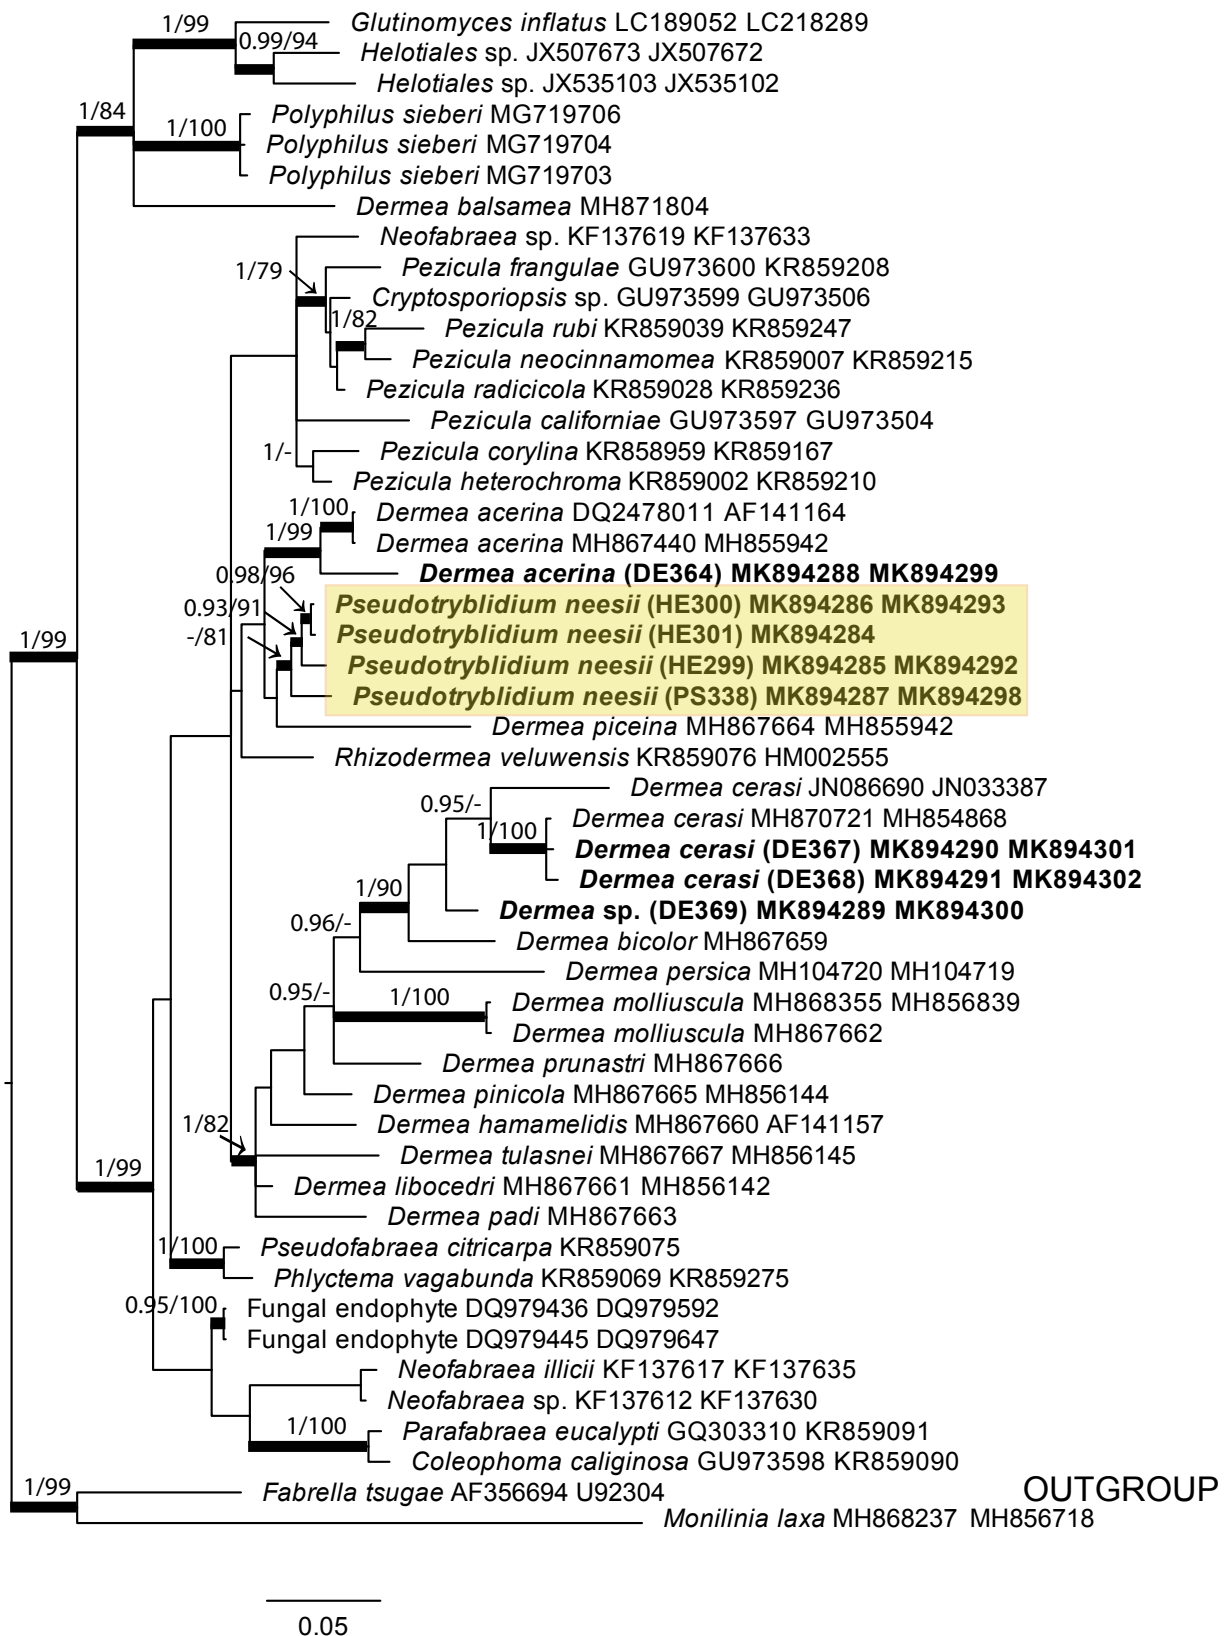 1/99
Glutinomyces inflatus LC189052 LC218289
0.99/94
Helotiales sp. JX507673 JX507672
Helotiales sp. JX535103 JX535102
1/84
1/100
Polyphilus sieberi MG719706
Polyphilus sieberi MG719704
Polyphilus sieberi MG719703
Dermea balsamea MH871804
Neofabraea sp. KF137619 KF137633
1/79
Pezicula frangulae GU973600 KR859208
Cryptosporiopsis sp. GU973599 GU973506
1/82
Pezicula rubi KR859039 KR859247
Pezicula neocinnamomea KR859007 KR859215
Pezicula radicicola KR859028 KR859236
Pezicula californiae GU973597 GU973504
1/-
Pezicula corylina KR858959 KR859167
Pezicula heterochroma KR859002 KR859210
1/100
Dermea acerina DQ2478011 AF141164
1/99
Dermea acerina MH867440 MH855942
Dermea acerina (DE364) MK894288 MK894299
0.98/96
Pseudotryblidium neesii (HE300) MK894286 MK894293
0.93/91
Pseudotryblidium neesii (HE301) MK894284
-/81
1/99
Pseudotryblidium neesii (HE299) MK894285 MK894292
Pseudotryblidium neesii (PS338) MK894287 MK894298
Dermea piceina MH867664 MH855942
Rhizodermea veluwensis KR859076 HM002555
Dermea cerasi JN086690 JN033387
0.95/-
Dermea cerasi MH870721 MH854868
1/100
Dermea cerasi (DE367) MK894290 MK894301
Dermea cerasi (DE368) MK894291 MK894302
1/90
Dermea sp. (DE369) MK894289 MK894300
0.96/-
Dermea bicolor MH867659
Dermea persica MH104720 MH104719
0.95/-
1/100
Dermea molliuscula MH868355 MH856839
Dermea molliuscula MH867662
Dermea prunastri MH867666
Dermea pinicola MH867665 MH856144
1/82
Dermea hamamelidis MH867660 AF141157
Dermea tulasnei MH867667 MH856145
1/99
Dermea libocedri MH867661 MH856142
Dermea padi MH867663
1/100
Pseudofabraea citricarpa KR859075
Phlyctema vagabunda KR859069 KR859275
0.95/100
Fungal endophyte DQ979436 DQ979592
Fungal endophyte DQ979445 DQ979647
Neofabraea illicii KF137617 KF137635
Neofabraea sp. KF137612 KF137630
1/100
Parafabraea eucalypti GQ303310 KR859091
Coleophoma caliginosa GU973598 KR859090
1/99
Fabrella tsugae AF356694 U92304
OUTGROUP
Monilinia laxa MH868237 MH856718
0.05